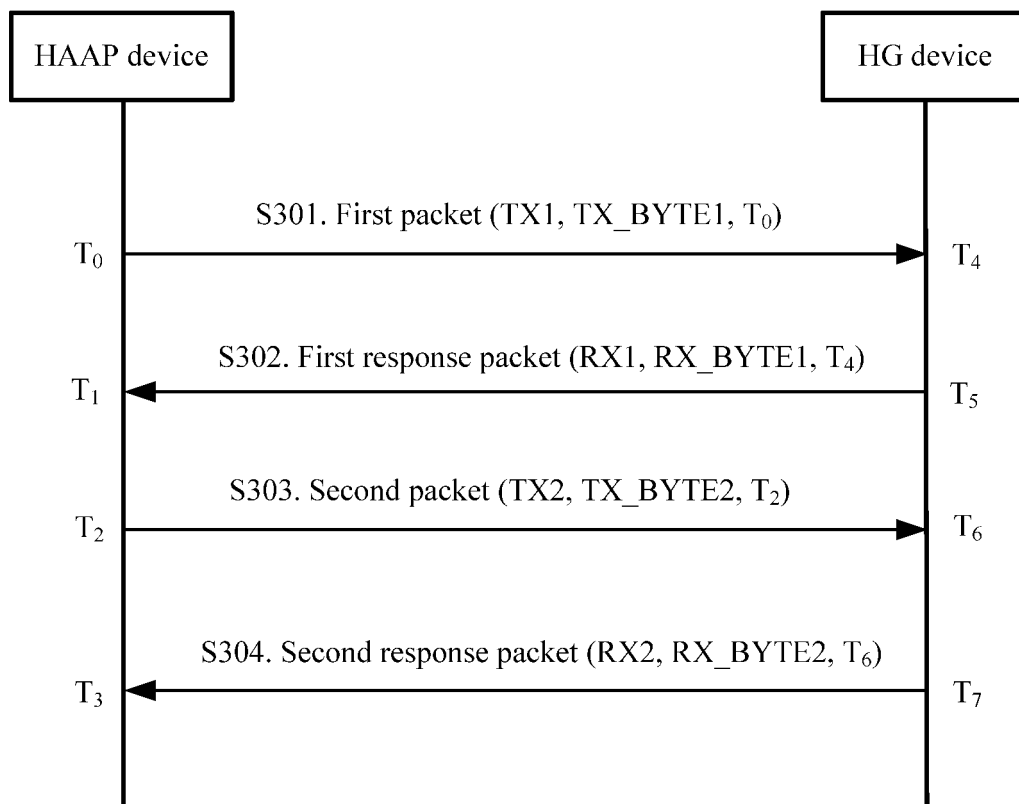 HAAP device
HG device
S301. First packet (TX1, TX_BYTE1, T₀)
T₀
T₄
S302. First response packet (RX1, RX_BYTE1, T₄)
T₁
T₅
S303. Second packet (TX2, TX_BYTE2, T₂)
T₂
T₆
S304. Second response packet (RX2, RX_BYTE2, T₆)
T₃
T₇